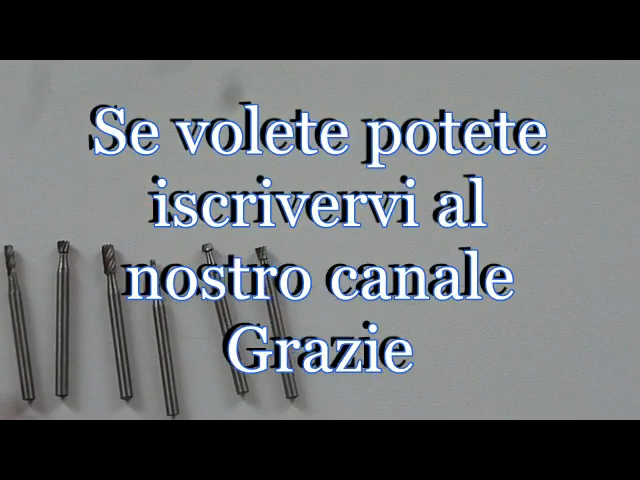 Se volete potete
iscrivervi al
nostro canale
Grazie